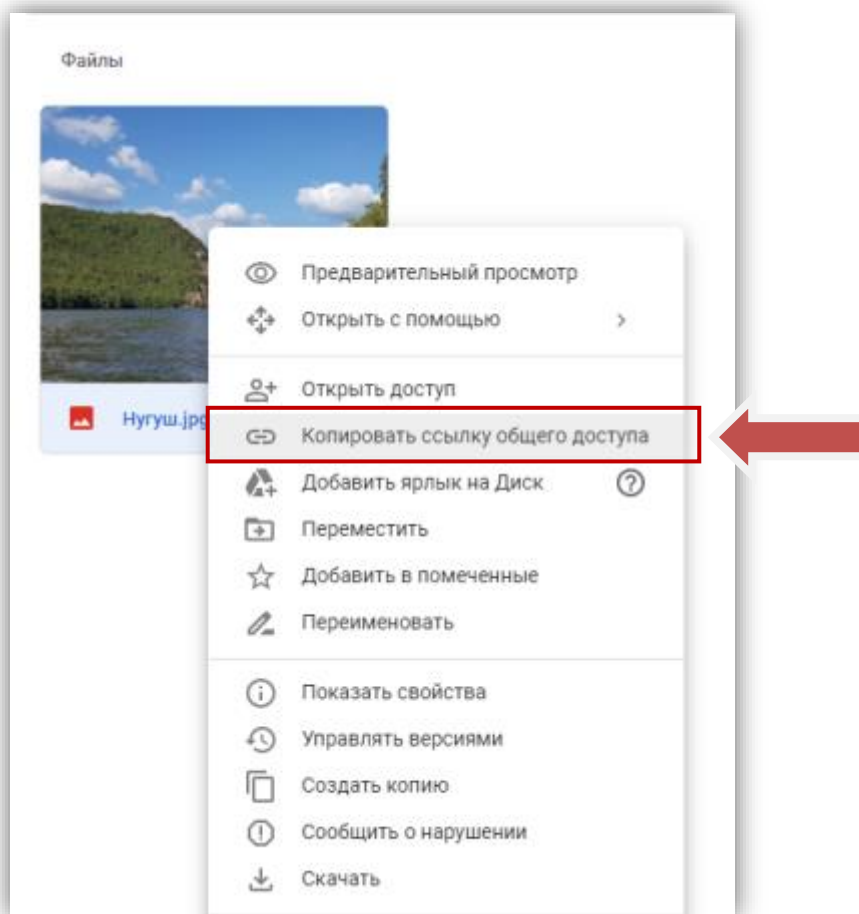 Файлы
Предварительный просмотр
Открыть с помощью
Открыть доступ
Нугуш.jpg
Копировать ссылку общего доступа
Добавить ярлык на Диск
Переместить
Добавить в помеченные
Переименовать
Показать свойства
Управлять версиями
Создать копию
Сообщить о нарушении
Скачать